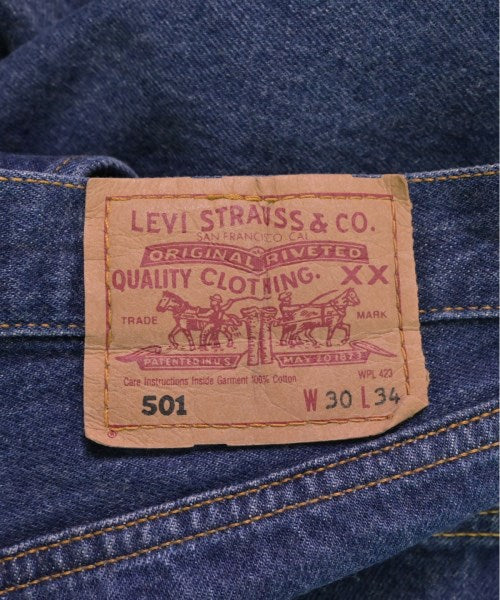 LEVI STRAUSS & CO.
SAN FRANCISCO CAL
ORIGINAL RIVETED
QUALITY CLOTHING. XX
TRADE MARK
PATENTED IN U.S. MAY 20 1873
WPL 423
Care Instructions Inside Garment 100% Cotton
501 W 30 L 34
®